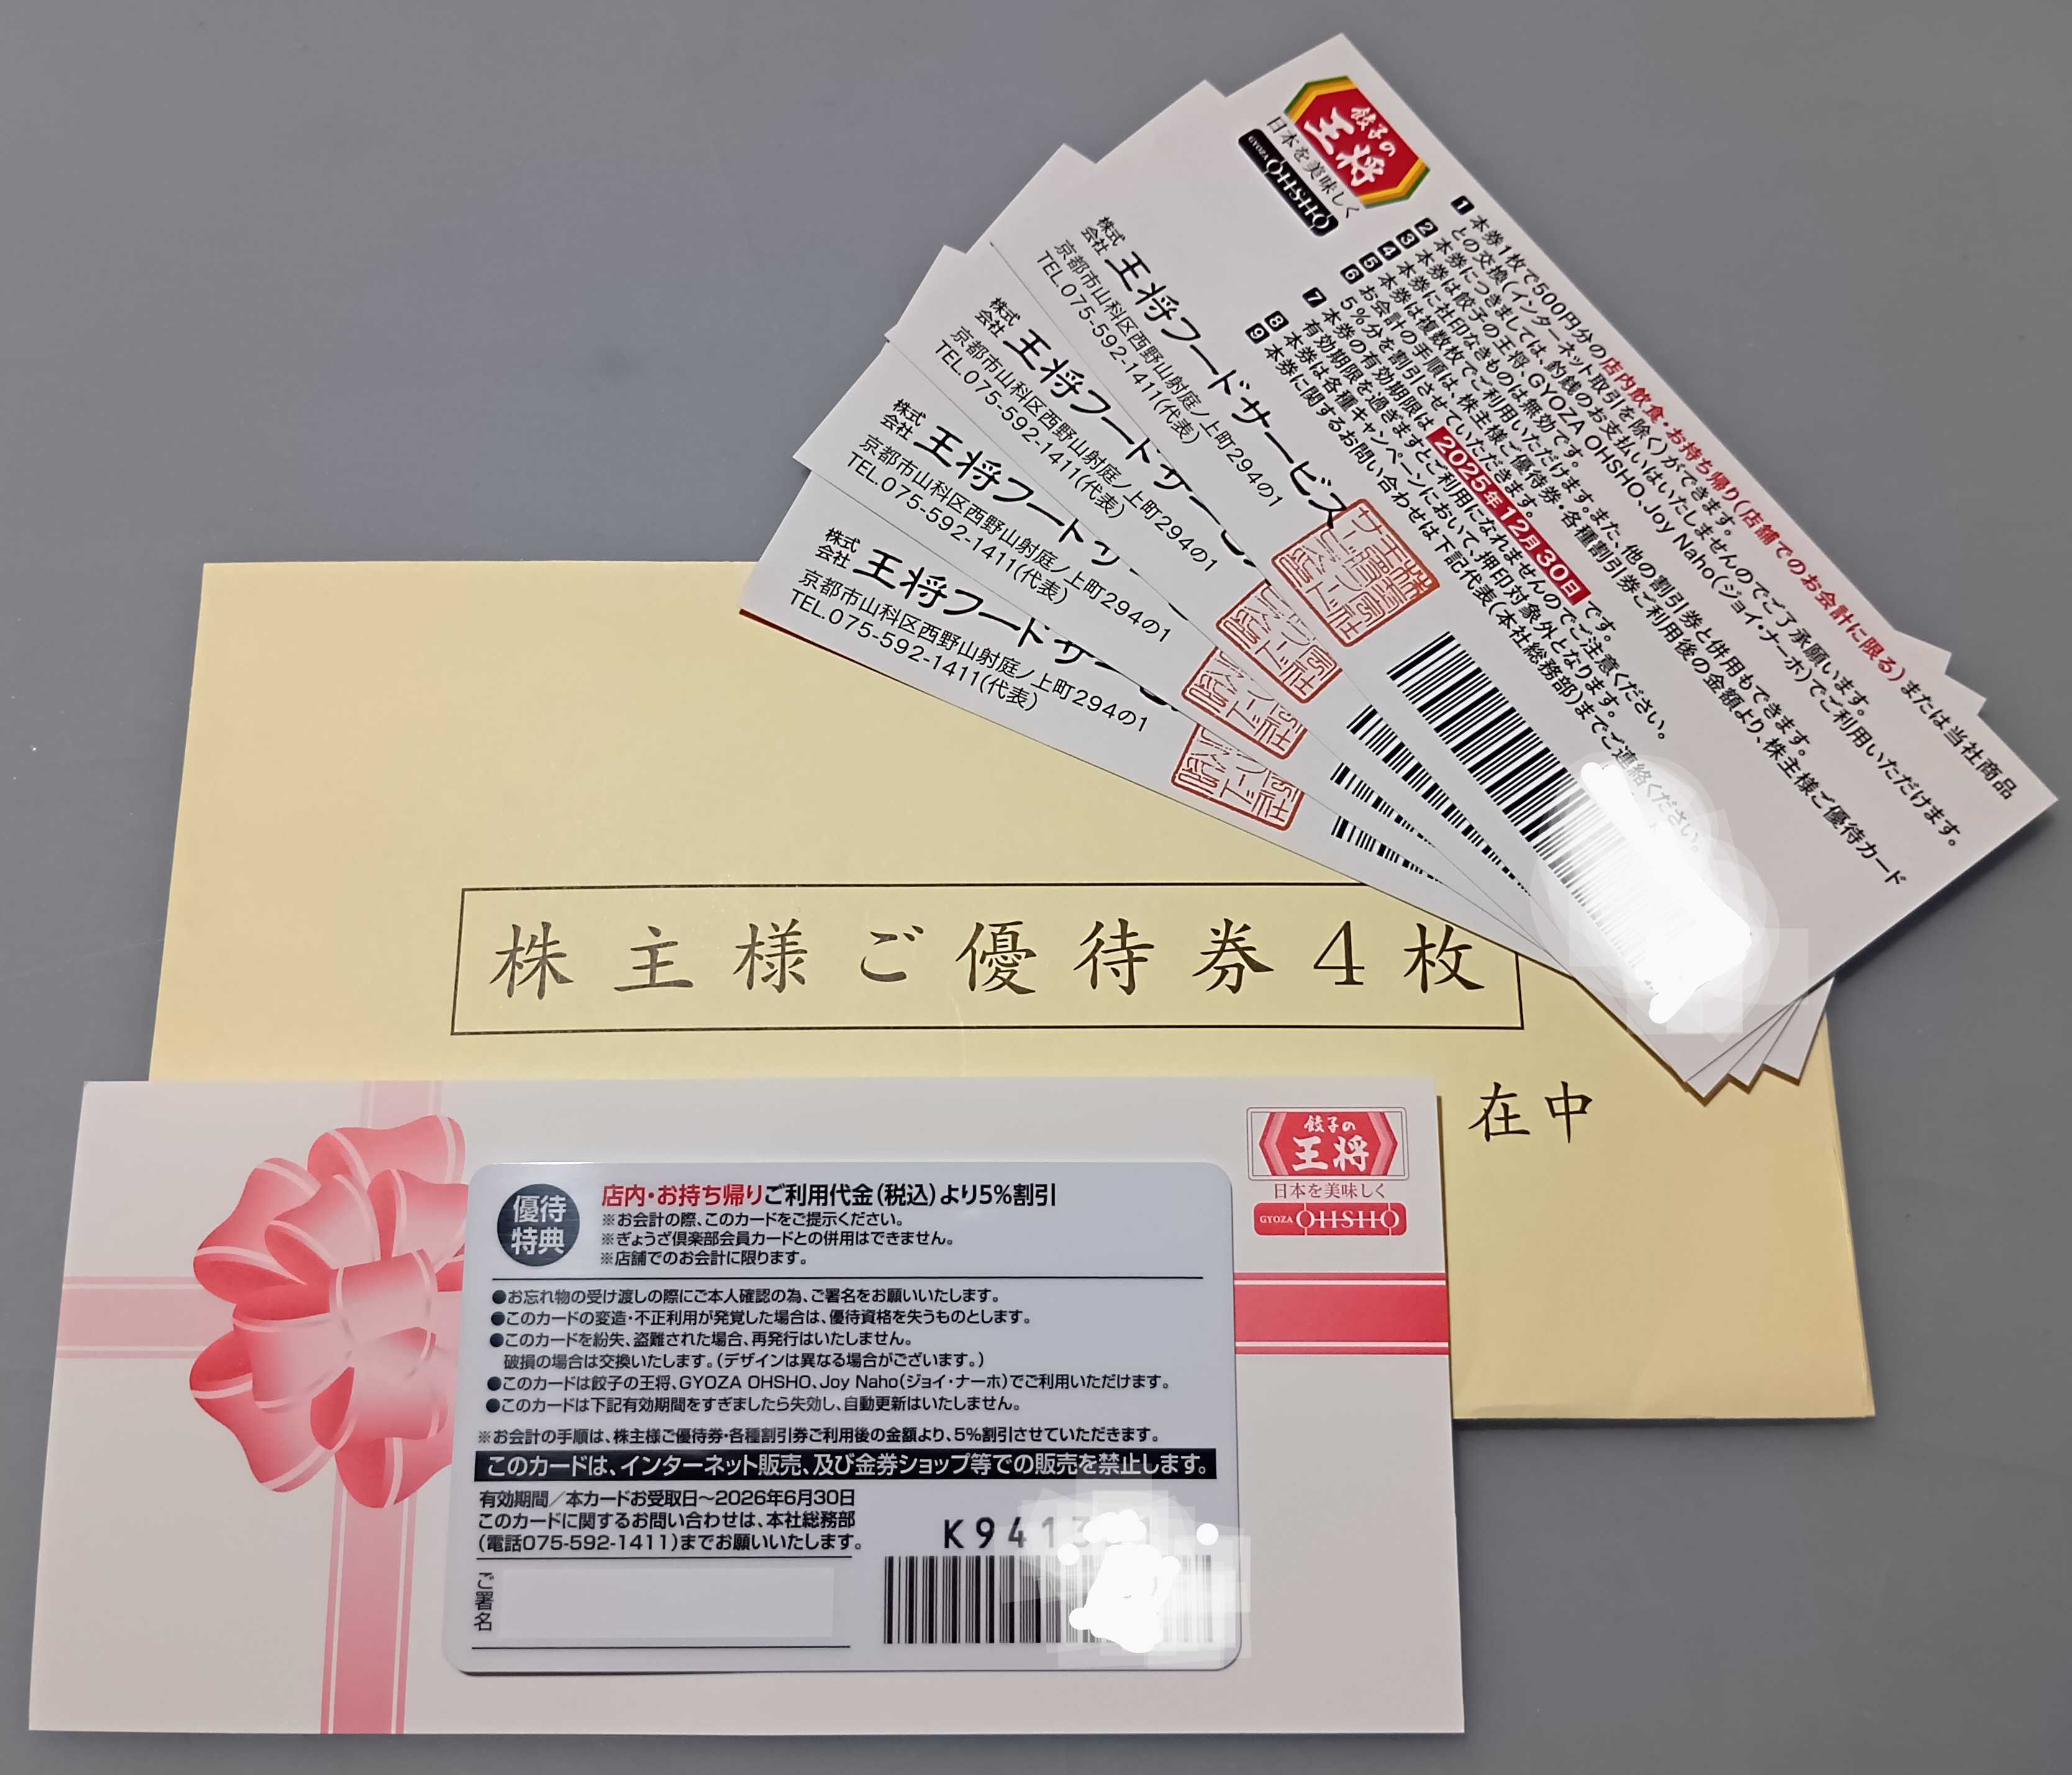 餃子の
王将
日本を美味しく
GYOZA OHSHO
1 本券1枚で500円分の店内飲食・お持ち帰り(店舗でのお会計に限る)または当社商品
との交換(インターネット取引を除く)ができます。
2 本券につきましては、釣銭のお支払いはいたしませんのでご了承願います。
3 本券は餃子の王将、GYOZA OHSHO、Joy Naho(ジョイ・ナーホ)でご利用いただけます。
4 本券に社印なきものは無効です。
5 本券は複数枚でご利用いただけます。また、他の割引券と併用もできます。
6 お会計の手順は、株主様ご優待券・各種割引券ご利用後の金額より、株主様ご優待カード
5%分を割引させていただきます。
7 本券の有効期限は 2025年12月30日 です。
有効期限を過ぎますとご利用になれませんのでご注意ください。
8 本券は各種キャンペーンにおいて、押印対象外となります。
9 本券に関するお問い合わせは下記代表(本社総務部)までご連絡ください。
株式会社 王将フードサービス
京都市山科区西野山射庭ノ上町294の1
TEL.075-592-1411(代表)
株式会社 王将フードサー
京都市山科区西野山射庭ノ上町294の1
TEL.075-592-1411(代表)
株式会社 王将フードサ
京都市山科区西野山射庭ノ上町294の1
TEL.075-592-1411(代表)
株式会社 王将フードサー
京都市山科区西野山射庭ノ上町294の1
TEL.075-592-1411(代表)
株主様ご優待券4枚
在中
餃子の
王将
日本を美味しく
GYOZA OHSHO
優待
特典
店内・お持ち帰りご利用代金(税込)より5%割引
※お会計の際、このカードをご提示ください。
※ぎょうざ倶楽部会員カードとの併用はできません。
※店舗でのお会計に限ります。
●お忘れ物の受け渡しの際にご本人確認の為、ご署名をお願いいたします。
●このカードの変造・不正利用が発覚した場合は、優待資格を失うものとします。
●このカードを紛失、盗難された場合、再発行はいたしません。
破損の場合は交換いたします。(デザインは異なる場合がございます。)
●このカードは餃子の王将、GYOZA OHSHO、Joy Naho(ジョイ・ナーホ)でご利用いただけます。
●このカードは下記有効期間をすぎましたら失効し、自動更新はいたしません。
※お会計の手順は、株主様ご優待券・各種割引券ご利用後の金額より、5%割引させていただきます。
このカードは、インターネット販売、及び金券ショップ等での販売を禁止します。
有効期間/本カードお受取日~2026年6月30日
このカードに関するお問い合わせは、本社総務部
(電話075-592-1411)までお願いいたします。
K941
ご署名